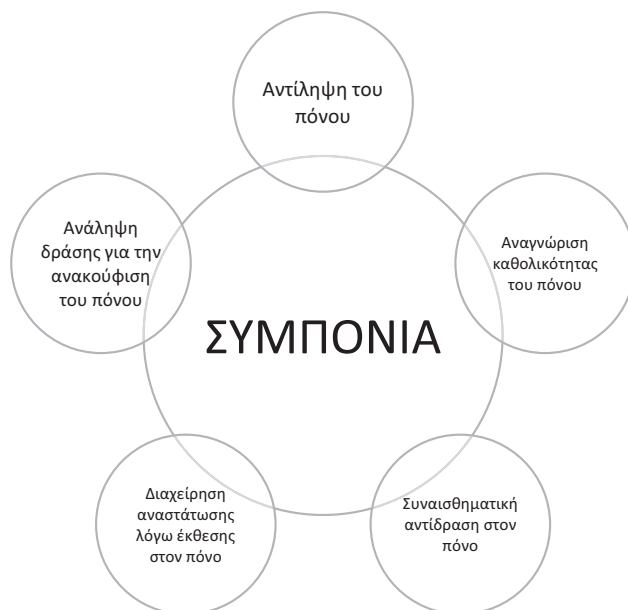 Αντίληψη του
πόνου
Αναγνώριση
καθολικότητας
του πόνου
Συναισθηματική
αντίδραση στον
πόνο
Διαχείρηση
αναστάτωσης
λόγω έκθεσης
στον πόνο
Ανάληψη
δράσης για την
ανακούφιση
του πόνου
ΣΥΜΠΟΝΙΑ